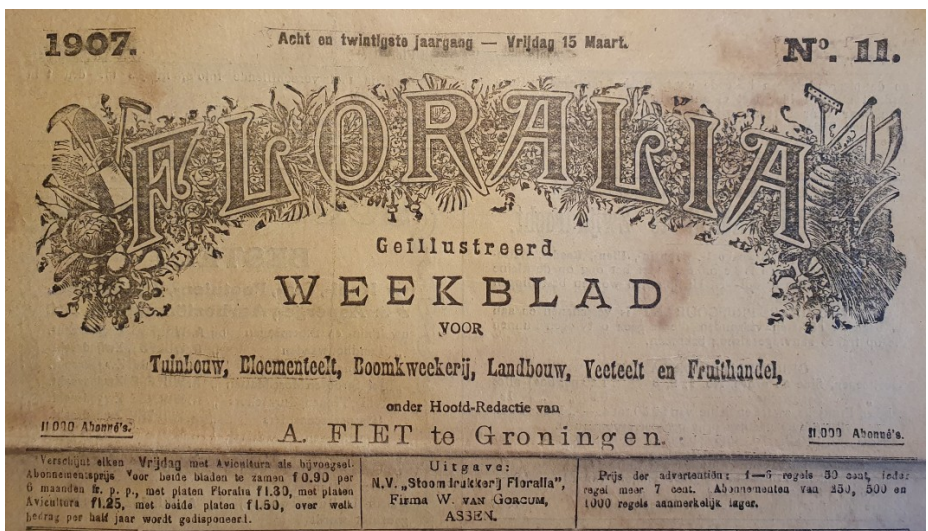 1907.
Acht en twintigste jaargang — Vrijdag 15 Maart.
No. 11.
FLORALIA
Geïllustreerd
WEEKBLAD
VOOR
Tuinbouw, Bloementeelt, Boomkweekerij, Landbouw, Veeteelt en Fruithandel,
onder Hoofd-Redactie van
11.000 Abonné's.
A. FIET te Groningen.
11.000 Abonné's.
Verschijnt elken Vrijdag met Avicultura als bijvoegsel.
Abonnementsprijs voor beide bladen te zamen f 0.90 per
6 maanden fr. p. p., met platen Floralia f 1.30, met platen
Avicultura f 1.25, met beide platen f 1.50, over welk
bedrag per half jaar wordt gedisponeerd.
Uitgave:
N.V. „Stoomdrukkerij Floralia”,
Firma W. VAN GORCUM,
ASSEN.
Prijs der advertentiën: 1—5 regels 50 cent, iedere
regel meer 7 cent. Abonnementen van 250, 500 en
1000 regels aanmerkelijk lager.